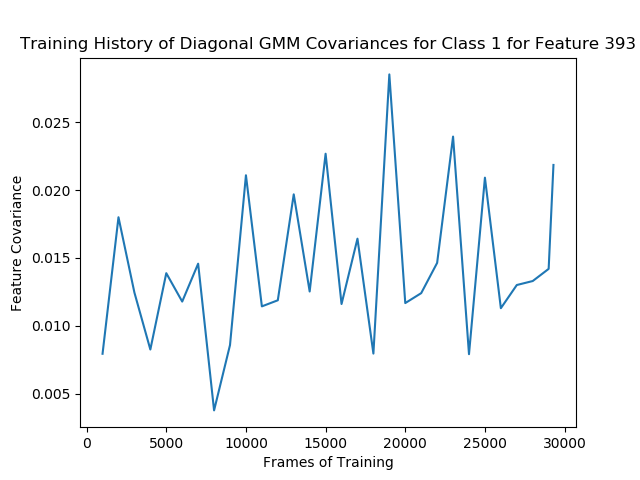 Training History of Diagonal GMM Covariances for Class 1 for Feature 393
Feature Covariance
0.025
0.020
0.015
0.010
0.005
0 5000 10000 15000 20000 25000 30000
Frames of Training